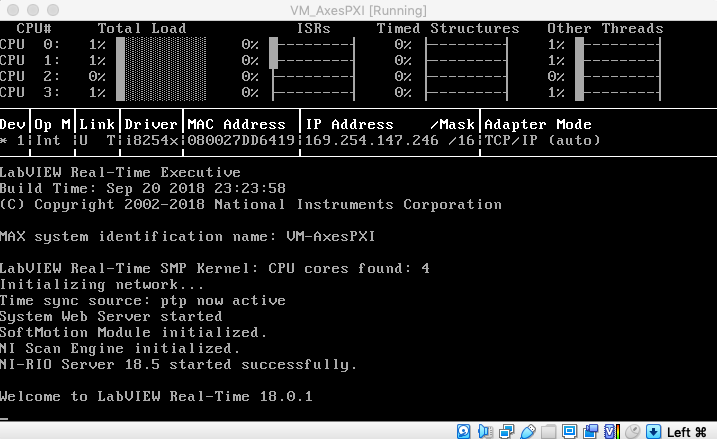 VM_AxesPXI [Running]
CPU# Total Load ISRs Timed Structures Other Threads
CPU 0: 1% 0% 0% 1%
CPU 1: 1% 0% 0% 1%
CPU 2: 0% 0% 0% 0%
CPU 3: 1% 0% 0% 1%
Dev|Op M|Link|Driver|MAC Address |IP Address /Mask|Adapter Mode
* 1|Int |U T|i8254x|080027DD6419|169.254.147.246 /16|TCP/IP (auto)
LabVIEW Real-Time Executive
Build Time: Sep 20 2018 23:23:58
(C) Copyright 2002-2018 National Instruments Corporation
MAX system identification name: VM-AxesPXI
LabVIEW Real-Time SMP Kernel: CPU cores found: 4
Initializing network...
Time sync source: ptp now active
System Web Server started
SoftMotion Module initialized.
NI Scan Engine initialized.
NI-RIO Server 18.5 started successfully.
Welcome to LabVIEW Real-Time 18.0.1
_
Left ⌘